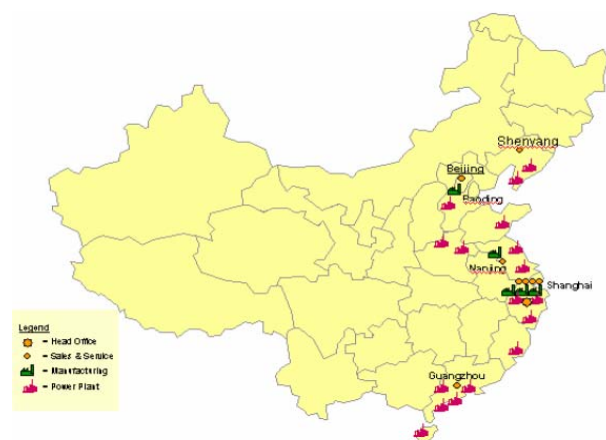 Shenyang
Beijing
Baoding
Nanjing
Shanghai
Guangzhou
Legend
= Head Office
= Sales & Service
= Manufacturing
= Power Plant